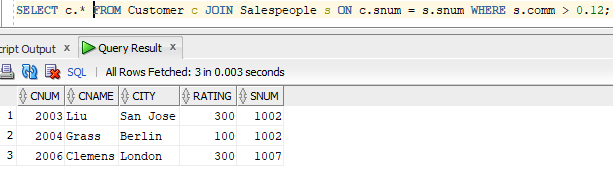 SELECT c.* FROM Customer c JOIN Salespeople s ON c.snum = s.snum WHERE s.comm > 0.12;
cript Output x Query Result x
SQL | All Rows Fetched: 3 in 0.003 seconds
CNUM CNAME CITY RATING SNUM
1 2003 Liu San Jose 300 1002
2 2004 Grass Berlin 100 1002
3 2006 Clemens London 300 1007